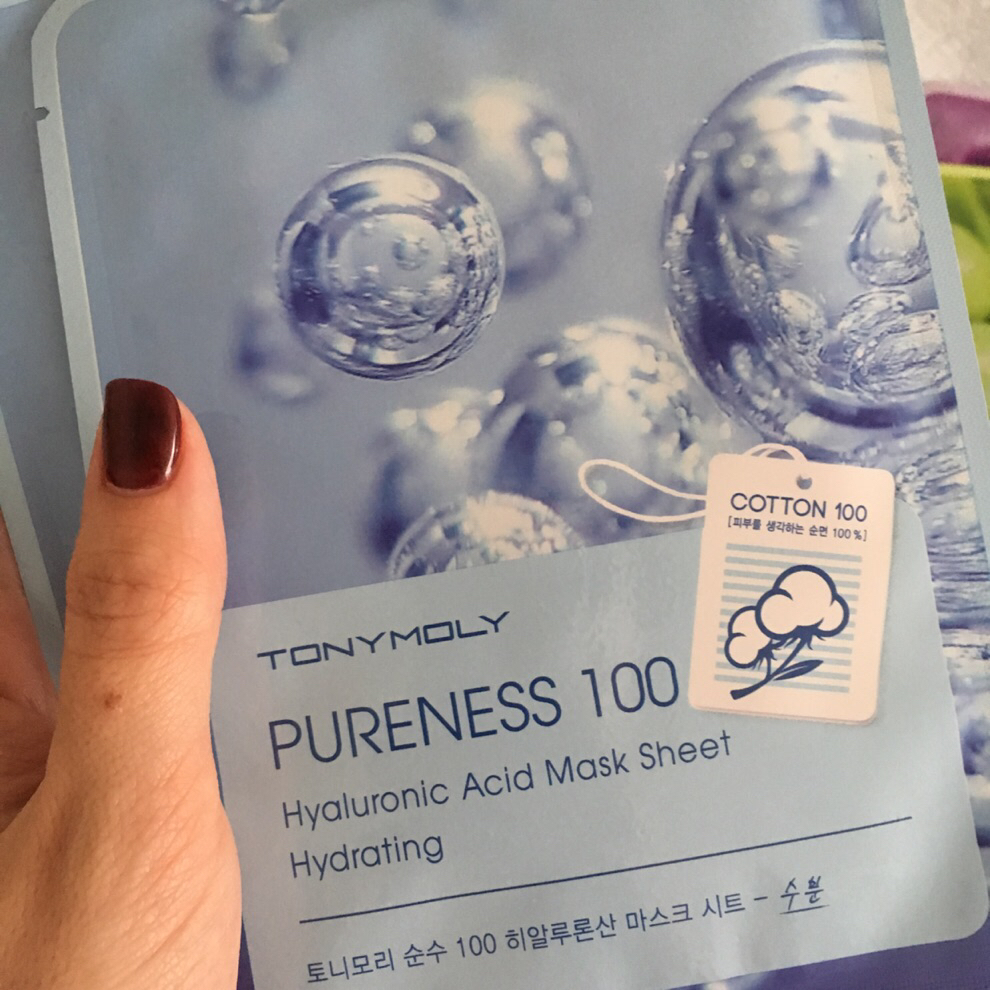 COTTON 100
[피부를 생각하는 순면 100%]
TONYMOLY
PURENESS 100
Hyaluronic Acid Mask Sheet
Hydrating
토니모리 순수 100 히알루론산 마스크 시트 - 수분